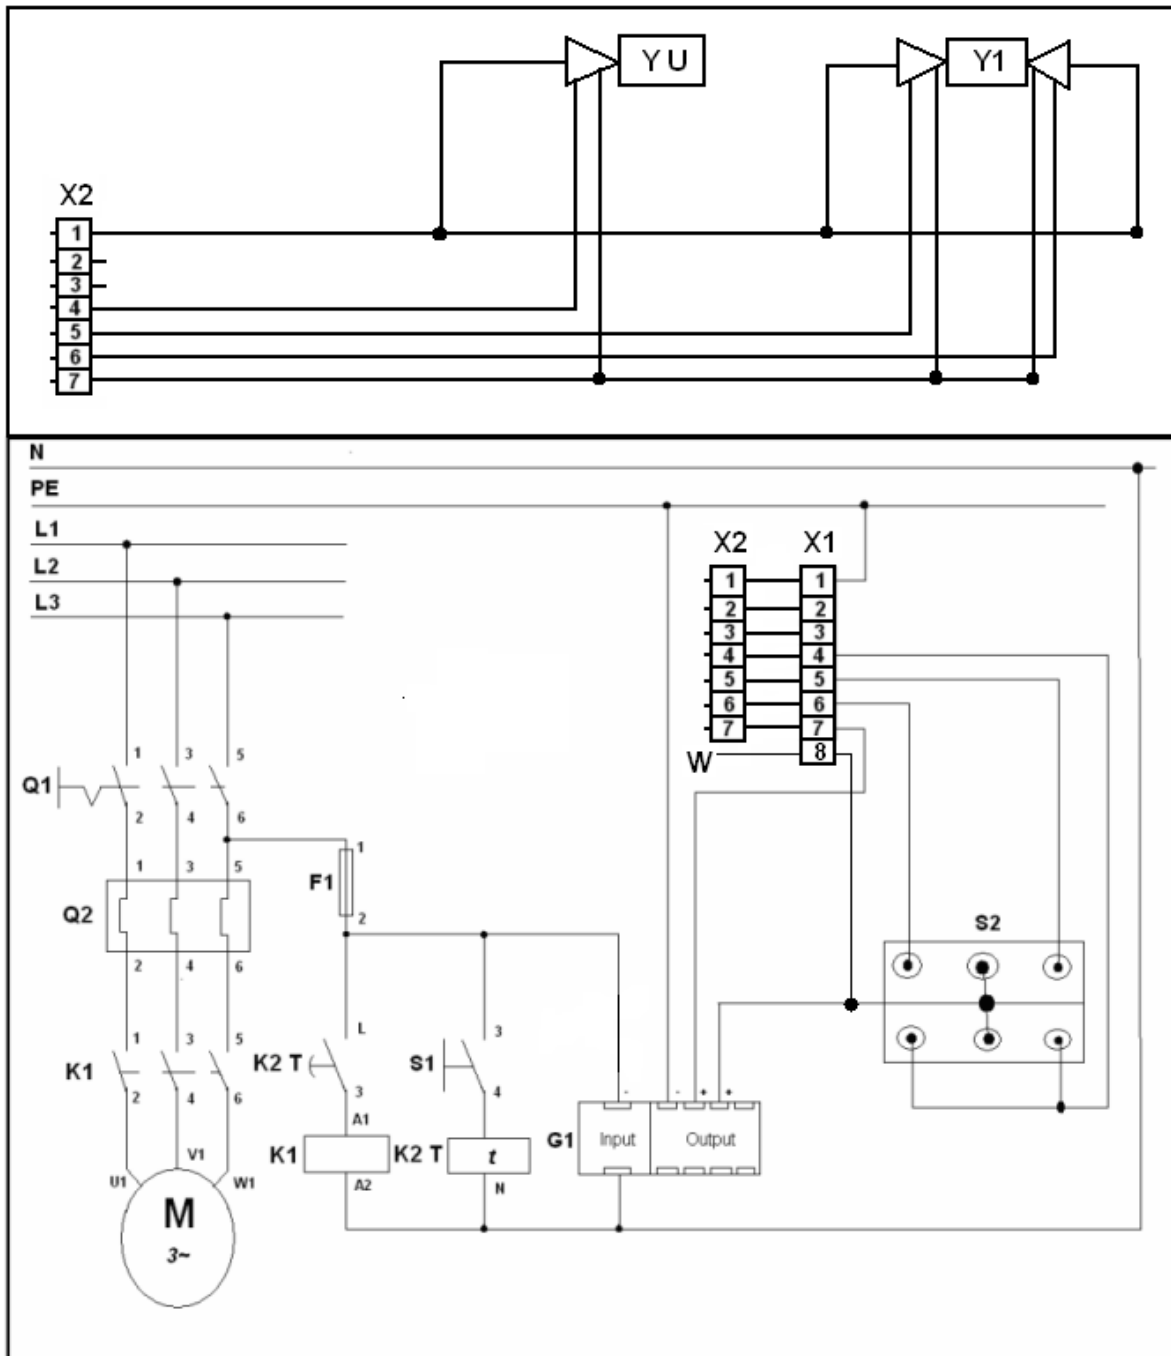 Y U
Y1
X2
1
2
3
4
5
6
7
N
PE
L1
L2
L3
X2 X1
1 1
2 2
3 3
4 4
5 5
6 6
7 7
W 8
1 3 5
Q1
2 4 6
1 3 5
F1 1
Q2
2
2 4 6
S2
1 3 5
L 3
K1 K2 T S1
2 4 6
3 4
- - + +
A1
G1 Input Output
K1 K2 T t
V1
U1 W1
A2 N
M
3~